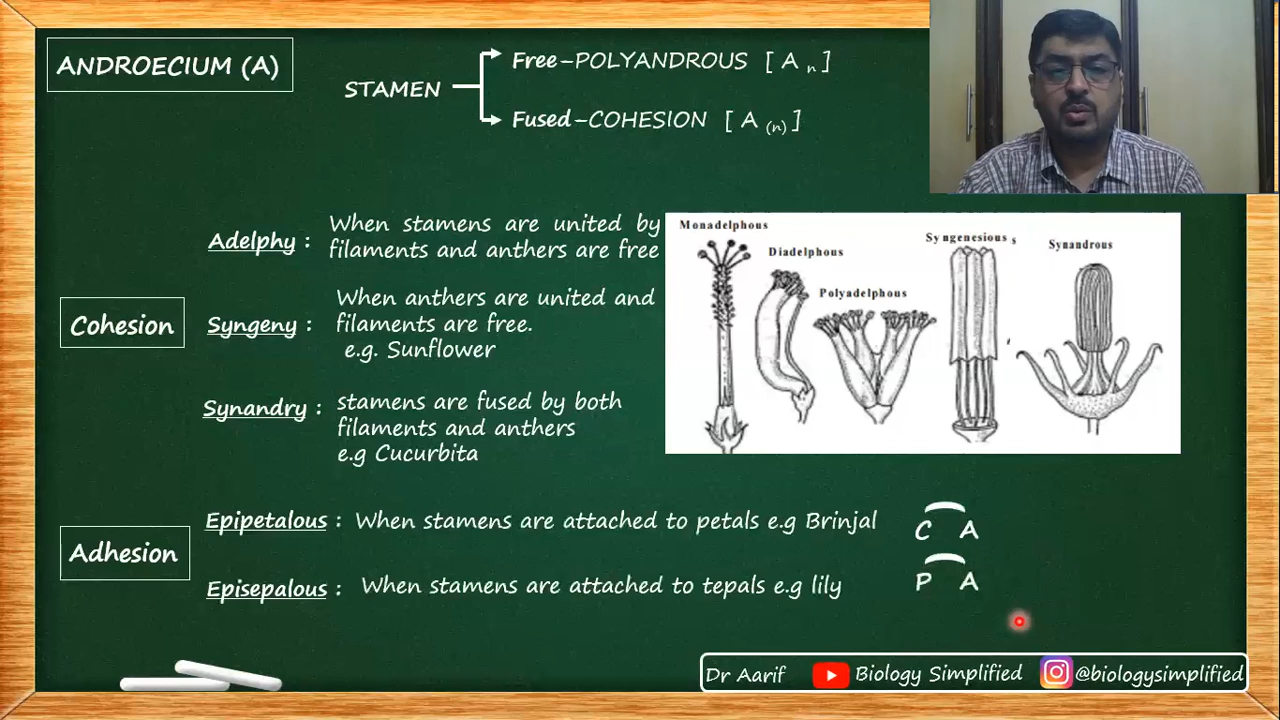 ANDROECIUM (A)
STAMEN
Free-POLYANDROUS [ A n ]
Fused-COHESION [ A (n) ]
Cohesion
Adelphy :
When stamens are united by
filaments and anthers are free
Syngeny :
When anthers are united and
filaments are free.
e.g. Sunflower
Synandry :
stamens are fused by both
filaments and anthers
e.g Cucurbita
Monadelphous
Diadelphous
Polyadelphous
Syngenesious s
Synandrous
Adhesion
Epipetalous : When stamens are attached to petals e.g Brinjal
C A
Episepalous : When stamens are attached to tepals e.g lily
P A
Dr Aarif Biology Simplified @biologysimplified